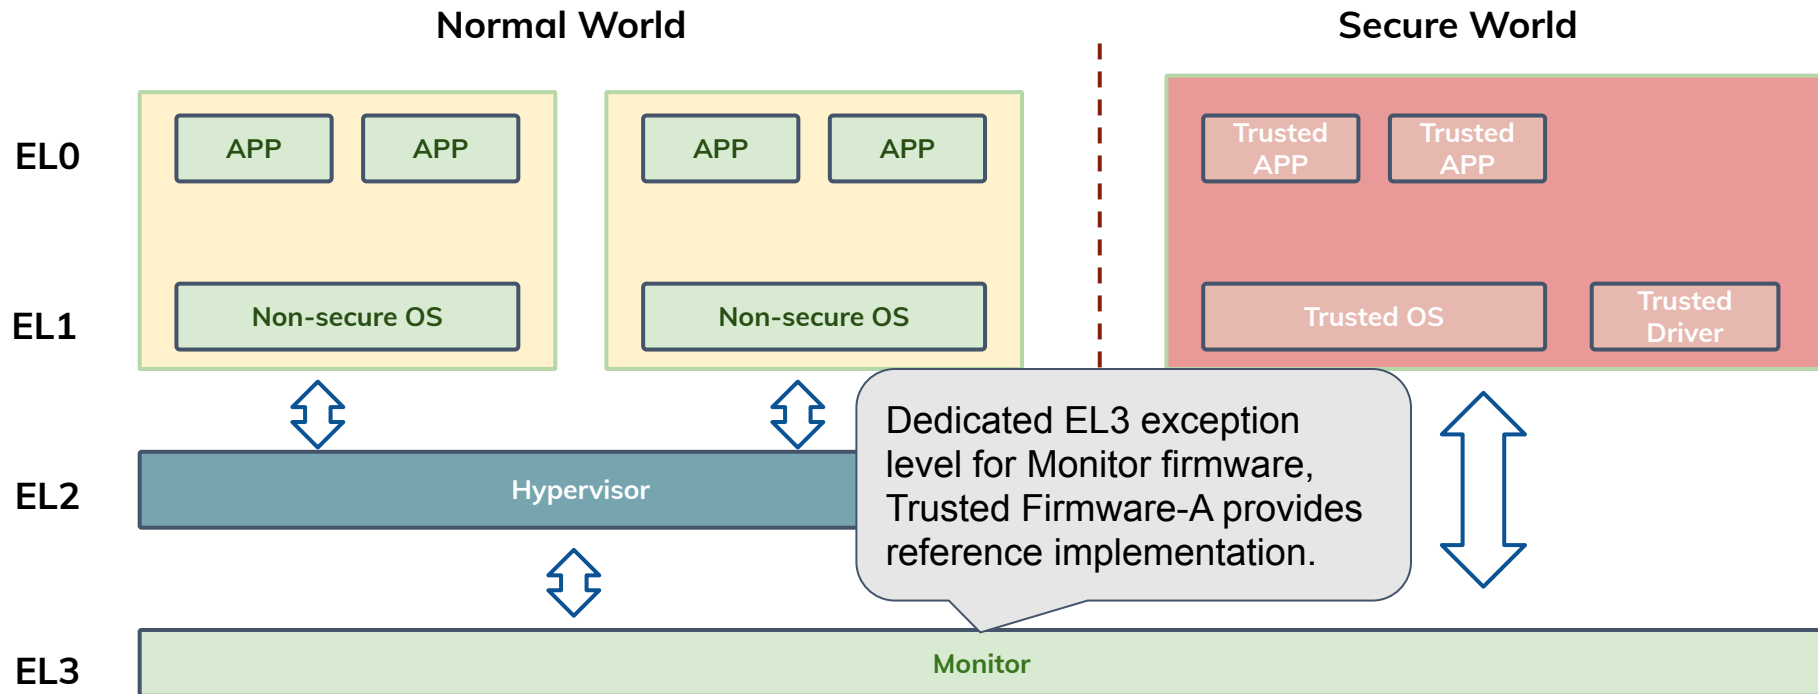 Normal World
Secure World
EL0
APP
APP
APP
APP
Trusted
APP
Trusted
APP
EL1
Non-secure OS
Non-secure OS
Trusted OS
Trusted
Driver
EL2
Hypervisor
Dedicated EL3 exception
level for Monitor firmware,
Trusted Firmware-A provides
reference implementation.
EL3
Monitor